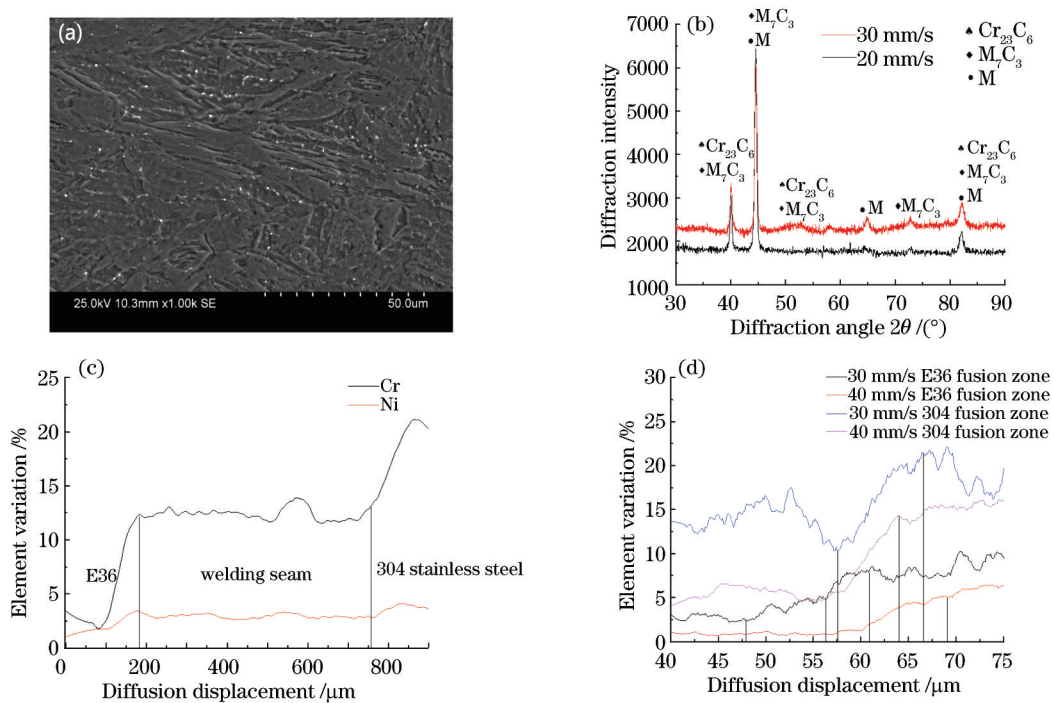 (a)
25.0kV 10.3mm x1.00k SE
50.0um
(b)
♦M₇C₃
●M
30 mm/s
20 mm/s
♠Cr₂₃C₆
♦M₇C₃
●M
♠Cr₂₃C₆
♦M₇C₃
♠Cr₂₃C₆
♦M₇C₃
●M
♦M₇C₃
♠Cr₂₃C₆
♦M₇C₃
●M
Diffraction intensity
7000
6000
5000
4000
3000
2000
1000
30 40 50 60 70 80 90
Diffraction angle 2θ /(°)
(c)
Cr
Ni
Element variation /%
25
20
15
10
5
0
E36
welding seam
304 stainless steel
0 200 400 600 800
Diffusion displacement /μm
(d)
30 mm/s E36 fusion zone
40 mm/s E36 fusion zone
30 mm/s 304 fusion zone
40 mm/s 304 fusion zone
Element variation /%
30
25
20
15
10
5
0
40 45 50 55 60 65 70 75
Diffusion displacement /μm